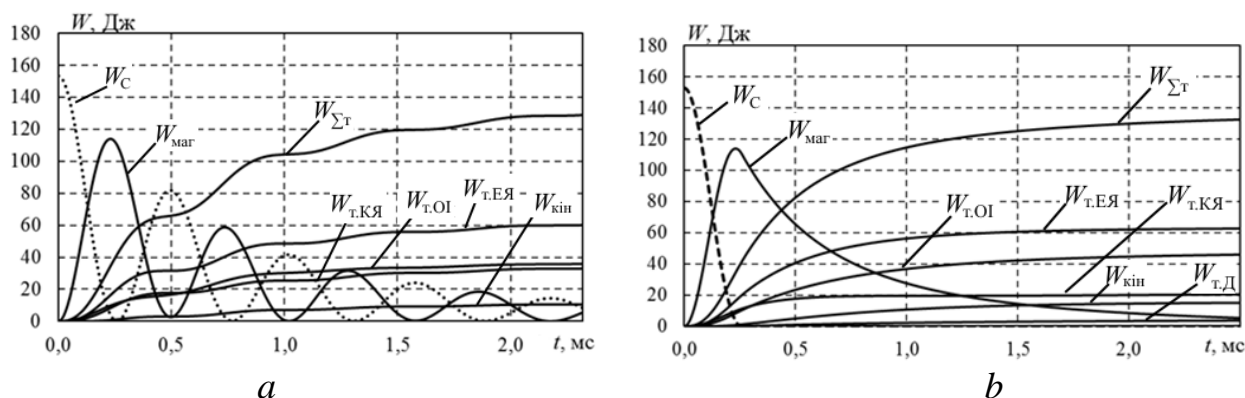 W, Дж
180
160
140
120
100
80
60
40
20
0
W_C
W_маг
W_Σт
W_т.КЯ
W_т.ОІ
W_т.ЕЯ
W_кін
0,0 0,5 1,0 1,5 2,0 t, мс
a
W, Дж
180
160
140
120
100
80
60
40
20
0
W_C
W_маг
W_Σт
W_т.ОІ
W_т.ЕЯ
W_т.КЯ
W_кін
W_т.Д
0,0 0,5 1,0 1,5 2,0 t, мс
b